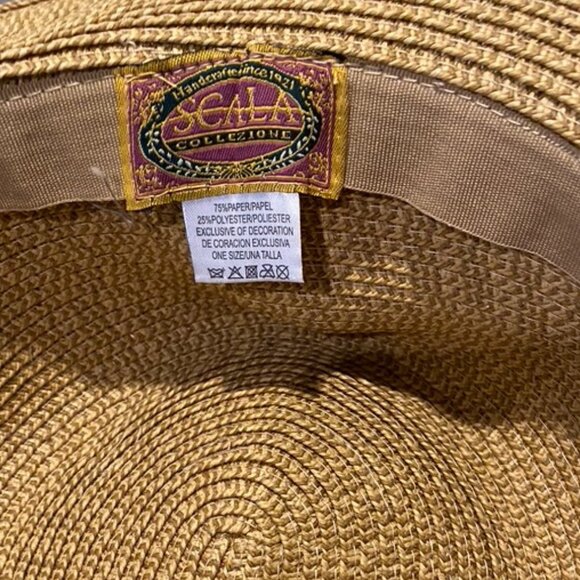 Handcrafted Since 1921
SCALA
COLLEZIONE
75%PAPER/PAPEL
25%POLYESTER/POLIESTER
EXCLUSIVE OF DECORATION
DE CORACION EXCLUSIVA
ONE SIZE/UNA TALLA